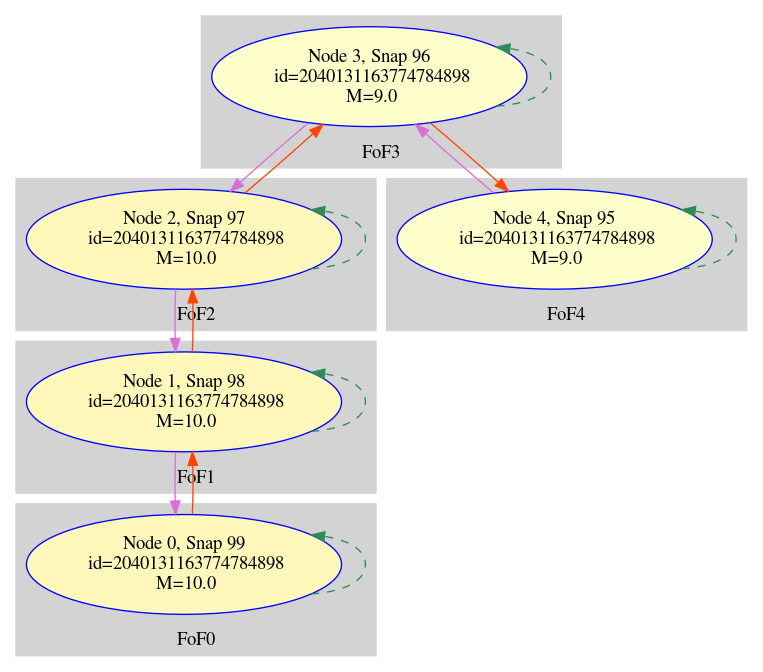 Node 3, Snap 96
id=2040131163774784898
M=9.0
FoF3
Node 2, Snap 97
id=2040131163774784898
M=10.0
FoF2
Node 4, Snap 95
id=2040131163774784898
M=9.0
FoF4
Node 1, Snap 98
id=2040131163774784898
M=10.0
FoF1
Node 0, Snap 99
id=2040131163774784898
M=10.0
FoF0